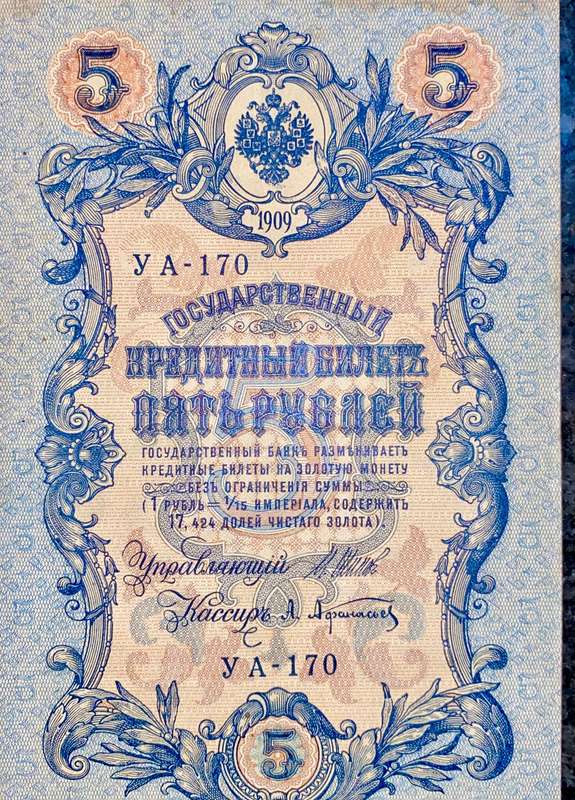 5 5
1909
УА-170
ГОСУДАРСТВЕННЫЙ
КРЕДИТНЫЙ БИЛЕТЪ
ПЯТЬ РУБЛЕЙ
ГОСУДАРСТВЕННЫЙ БАНКЪ РАЗМѢНИВАЕТЪ
КРЕДИТНЫЕ БИЛЕТЫ НА ЗОЛОТУЮ МОНЕТУ
БЕЗЪ ОГРАНИЧЕНІЯ СУММЫ
(1 РУБЛЬ = 1/15 ИМПЕРІАЛА, СОДЕРЖИТЪ
17,424 ДОЛЕЙ ЧИСТАГО ЗОЛОТА).
Управляющій
Кассиръ А. Афанасьев
УА-170
5